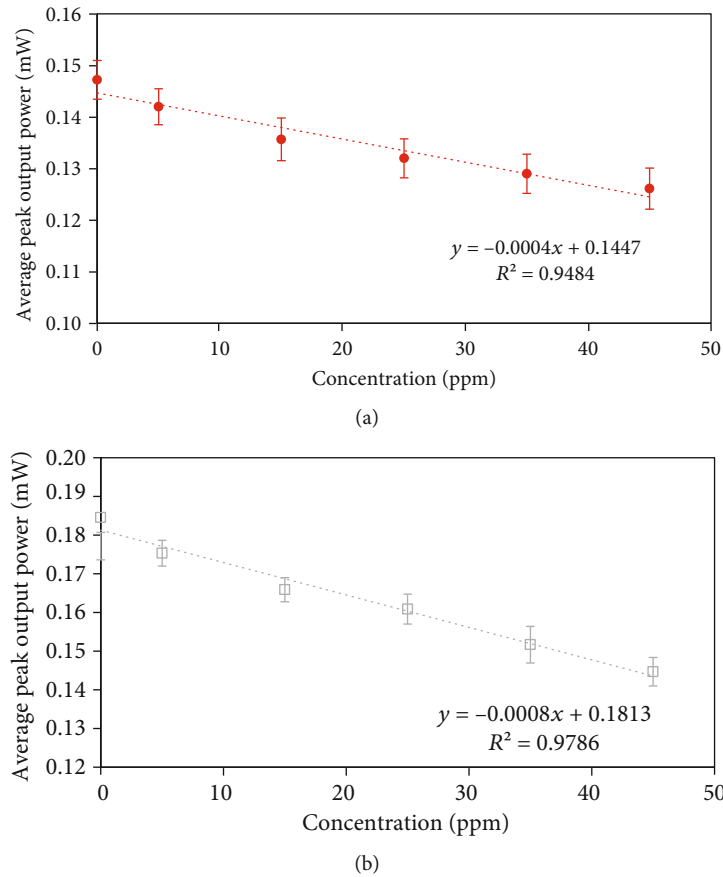 0.16
0.15
0.14
0.13
0.12
0.11
0.10
Average peak output power (mW)
y = –0.0004x + 0.1447
R² = 0.9484
0 10 20 30 40 50
Concentration (ppm)
(a)
0.20
0.19
0.18
0.17
0.16
0.15
0.14
0.13
0.12
Average peak output power (mW)
y = –0.0008x + 0.1813
R² = 0.9786
0 10 20 30 40 50
Concentration (ppm)
(b)